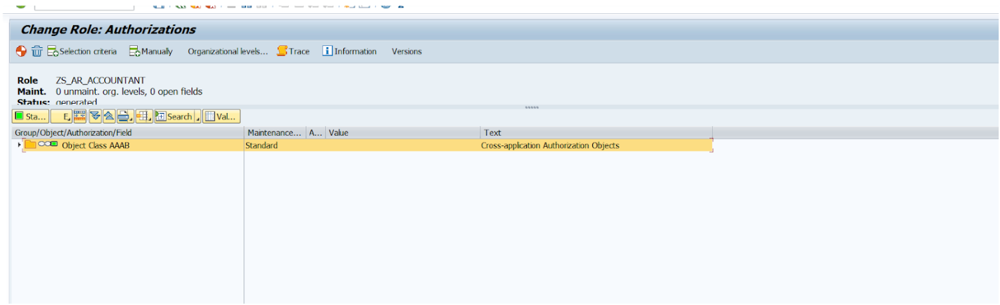 Change Role: Authorizations
Selection criteria Manually Organizational levels... Trace Information Versions
Role ZS_AR_ACCOUNTANT
Maint. 0 unmaint. org. levels, 0 open fields
Status: generated
Sta... E Search Val...
Group/Object/Authorization/Field Maintenance... A... Value Text
Object Class AAAB Standard Cross-application Authorization Objects